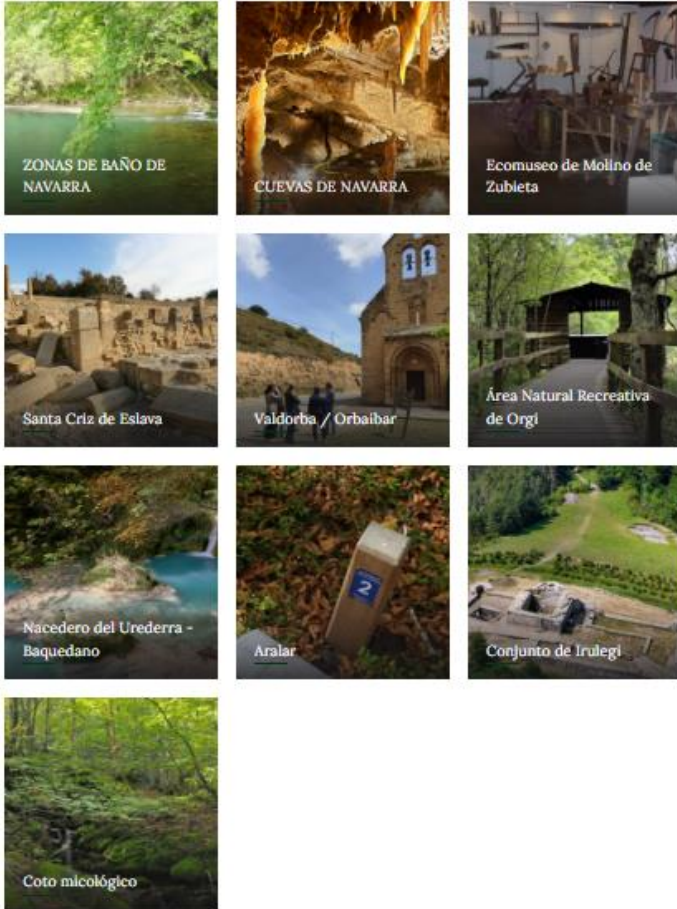 ZONAS DE BAÑO DE
NAVARRA
CUEVAS DE NAVARRA
Ecomuseo de Molino de
Zubieta
Santa Criz de Eslava
Valdorba / Orbaibar
Área Natural Recreativa
de Orgi
Nacedero del Urederra -
Baquedano
2
Aralar
Conjunto de Irulegi
Coto micológico